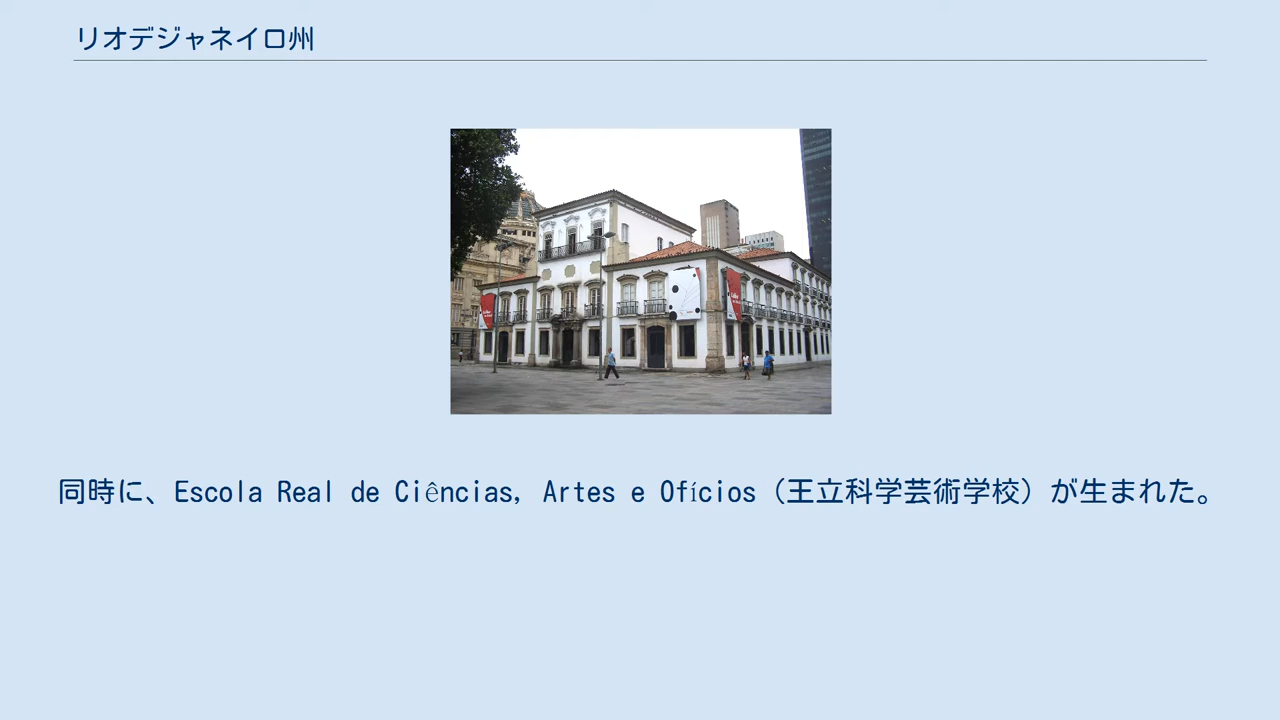 リオデジャネイロ州
同時に、Escola Real de Ciências, Artes e Ofícios（王立科学芸術学校）が生まれた。